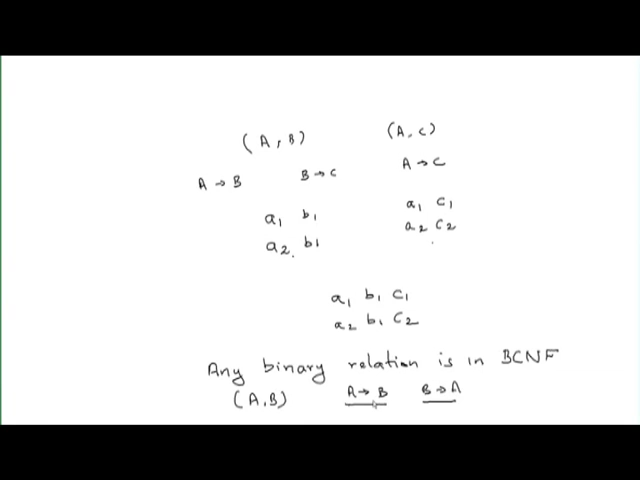 (A, B) (A, C)
A → B B → C A → C
a1 b1 a1 c1
a2 b1 a2 c2
a1 b1 c1
a2 b1 c2
Any binary relation is in BCNF
(A, B) A → B B → A